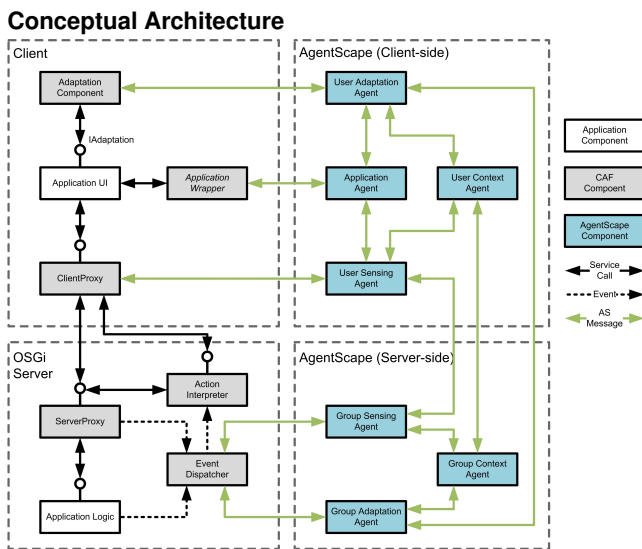 Conceptual Architecture
Client
AgentScape (Client-side)
Adaptation
Component
User Adaptation
Agent
IAdaptation
Application UI
Application
Wrapper
Application
Agent
User Context
Agent
ClientProxy
User Sensing
Agent
Application
Component
CAF
Compoent
AgentScape
Component
Service
Call
Event
AS
Message
OSGi
Server
AgentScape (Server-side)
Action
Interpreter
ServerProxy
Group Sensing
Agent
Event
Dispatcher
Group Context
Agent
Application Logic
Group Adaptation
Agent